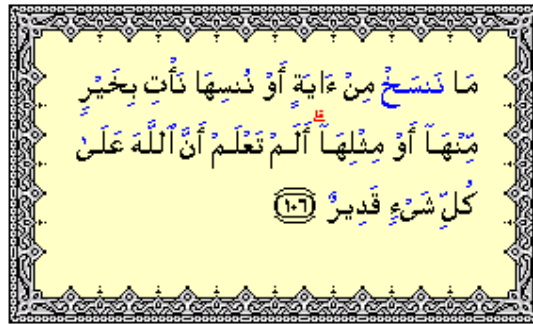 مَا نَنسَخْ مِنْ ءَايَةٍ أَوْ نُنسِهَا نَأْتِ بِخَيْرٍ
مِّنْهَآ أَوْ مِثْلِهَآ ۗ أَلَمْ تَعْلَمْ أَنَّ ٱللَّهَ عَلَىٰ
كُلِّ شَىْءٍ قَدِيرٌ ﴿١٠٦﴾